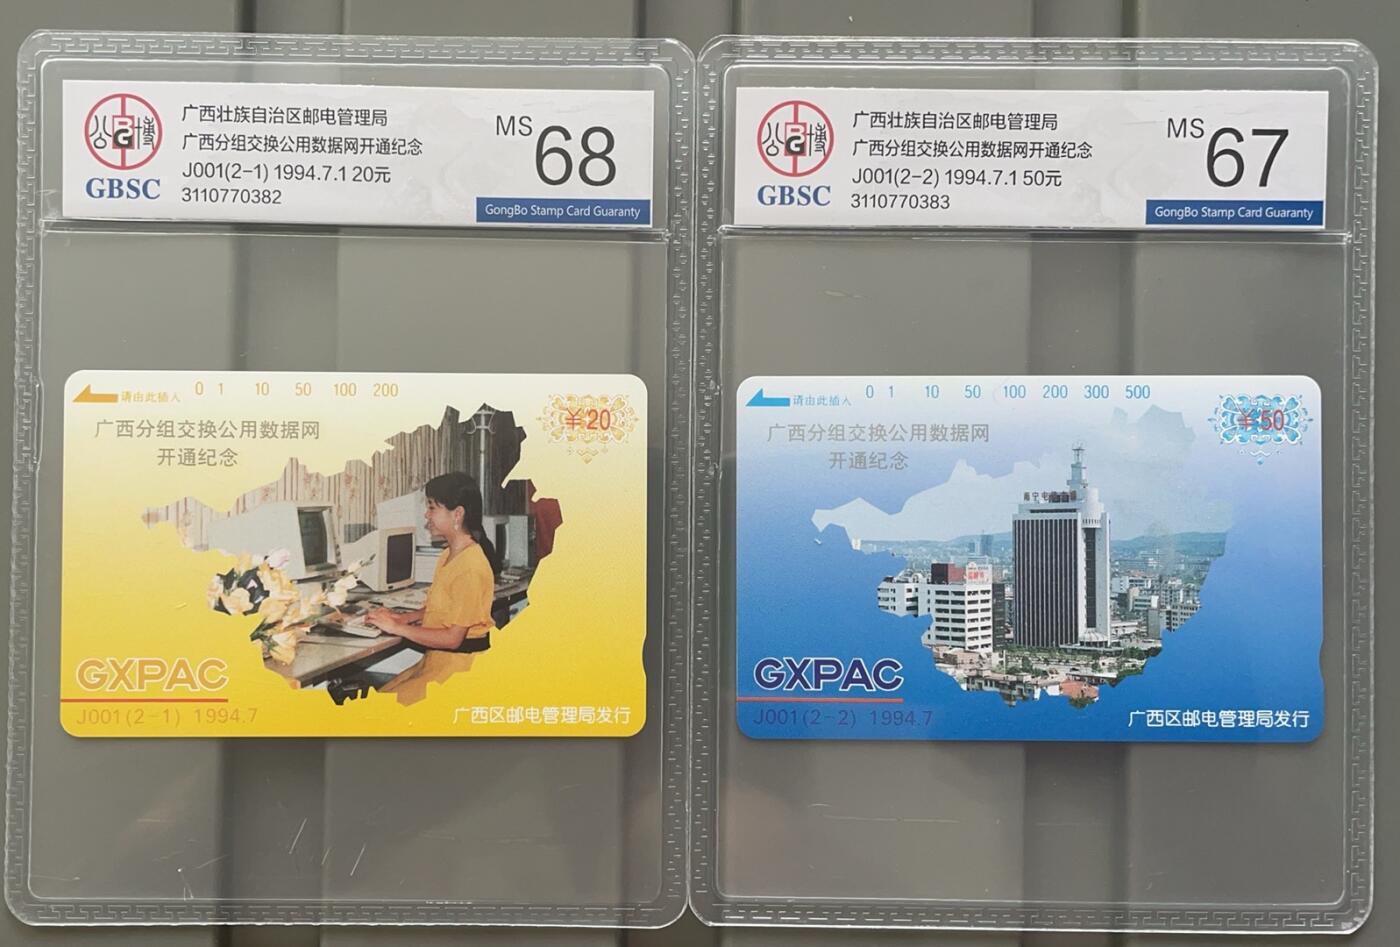 公博
BG
GBSC
广西壮族自治区邮电管理局
广西分组交换公用数据网开通纪念
J001(2-1) 1994.7.1 20元
3110770382
MS 68
GongBo Stamp Card Guaranty
请由此插入 0 1 10 50 100 200
广西分组交换公用数据网
开通纪念
¥20
GXPAC
J001(2-1) 1994.7
广西区邮电管理局发行
公博
BG
GBSC
广西壮族自治区邮电管理局
广西分组交换公用数据网开通纪念
J001(2-2) 1994.7.1 50元
3110770383
MS 67
GongBo Stamp Card Guaranty
请由此插入 0 1 10 50 100 200 300 500
广西分组交换公用数据网
开通纪念
¥50
GXPAC
J001(2-2) 1994.7
广西区邮电管理局发行